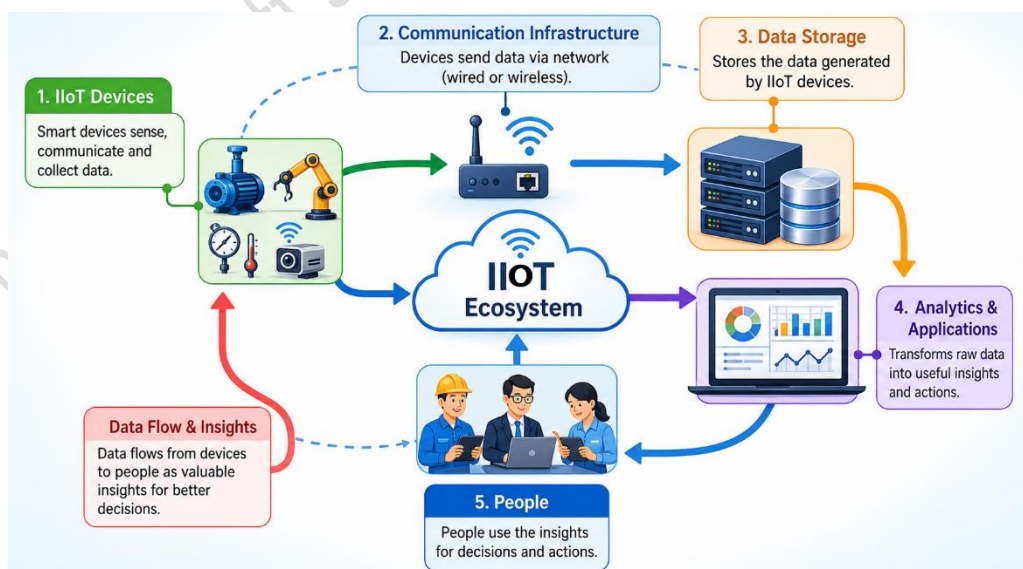 2. Communication Infrastructure
Devices send data via network
(wired or wireless).
3. Data Storage
Stores the data generated
by IIoT devices.
1. IIoT Devices
Smart devices sense,
communicate and
collect data.
IIOT
Ecosystem
4. Analytics &
Applications
Transforms raw data
into useful insights
and actions.
Data Flow & Insights
Data flows from devices
to people as valuable
insights for better
decisions.
5. People
People use the insights
for decisions and actions.